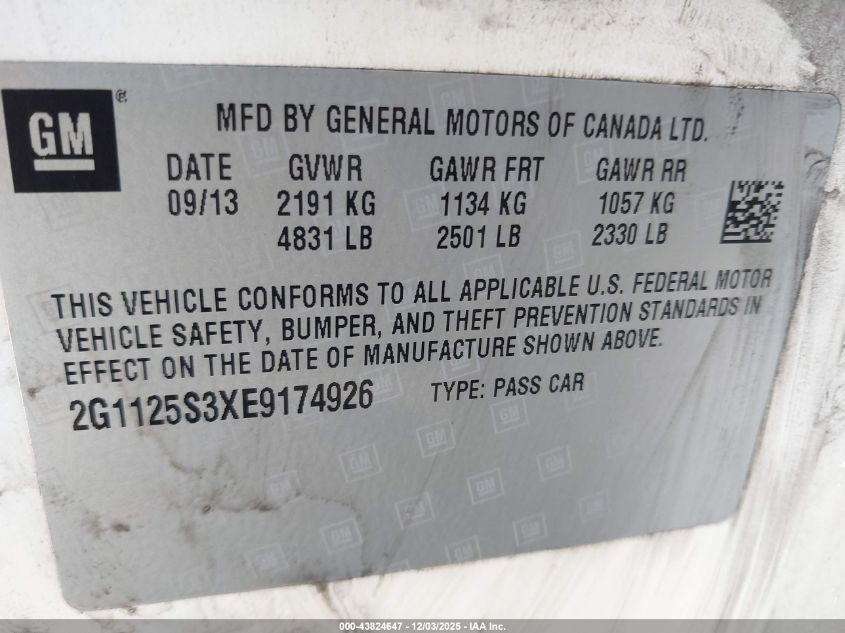 GM®
MFD BY GENERAL MOTORS OF CANADA LTD.
DATE GVWR GAWR FRT GAWR RR
09/13 2191 KG 1134 KG 1057 KG
4831 LB 2501 LB 2330 LB
THIS VEHICLE CONFORMS TO ALL APPLICABLE U.S. FEDERAL MOTOR
VEHICLE SAFETY, BUMPER, AND THEFT PREVENTION STANDARDS IN
EFFECT ON THE DATE OF MANUFACTURE SHOWN ABOVE.
2G1125S3XE9174926 TYPE: PASS CAR
000-43824647 - 12/03/2025 - IAA Inc.